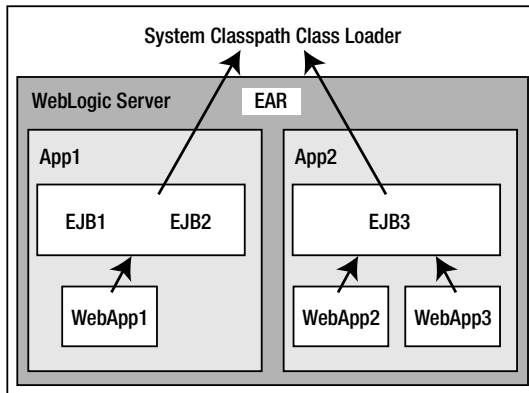 System Classpath Class Loader
WebLogic Server
EAR
App1
App2
EJB1
EJB2
EJB3
WebApp1
WebApp2
WebApp3